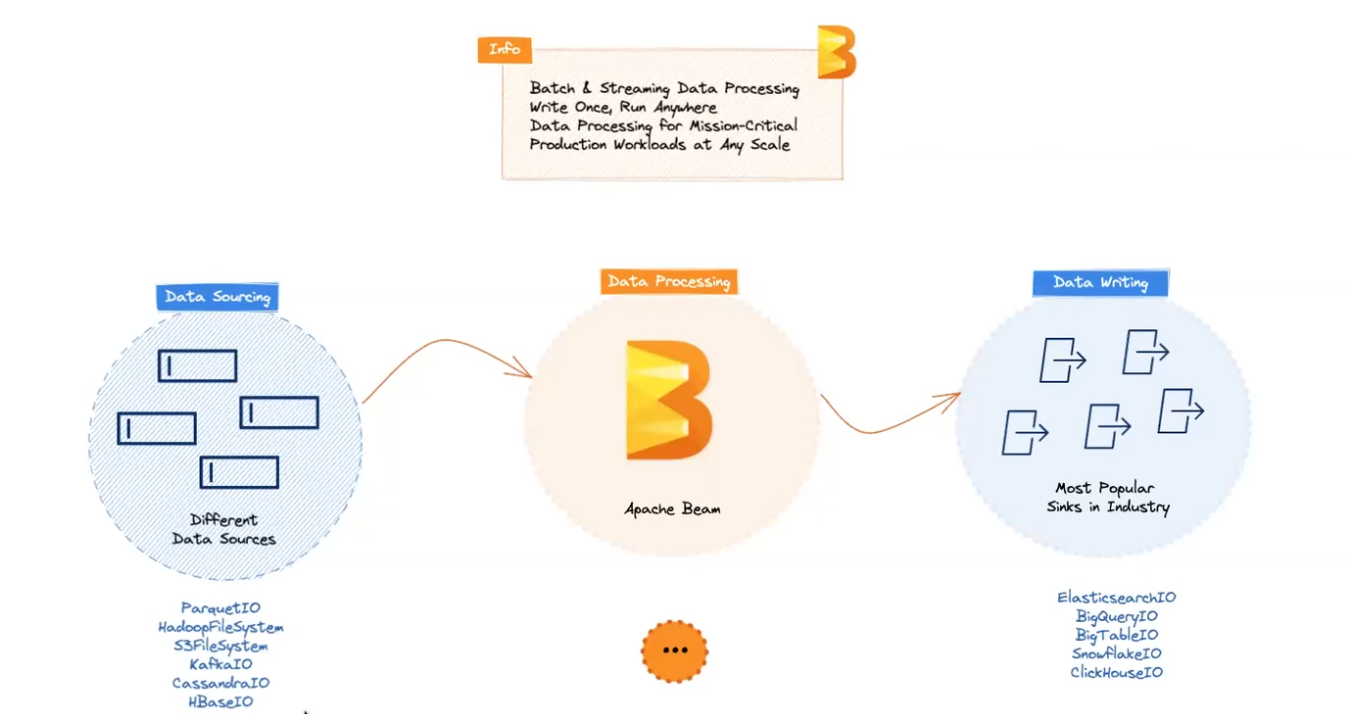 Info
Batch & Streaming Data Processing
Write Once, Run Anywhere
Data Processing for Mission-Critical
Production Workloads at Any Scale
Data Sourcing
Different
Data Sources
ParquetIO
HadoopFileSystem
S3FileSystem
KafkaIO
CassandraIO
HBaseIO
Data Processing
Apache Beam
Data Writing
Most Popular
Sinks in Industry
ElasticsearchIO
BigQueryIO
BigTableIO
SnowflakeIO
ClickHouseIO